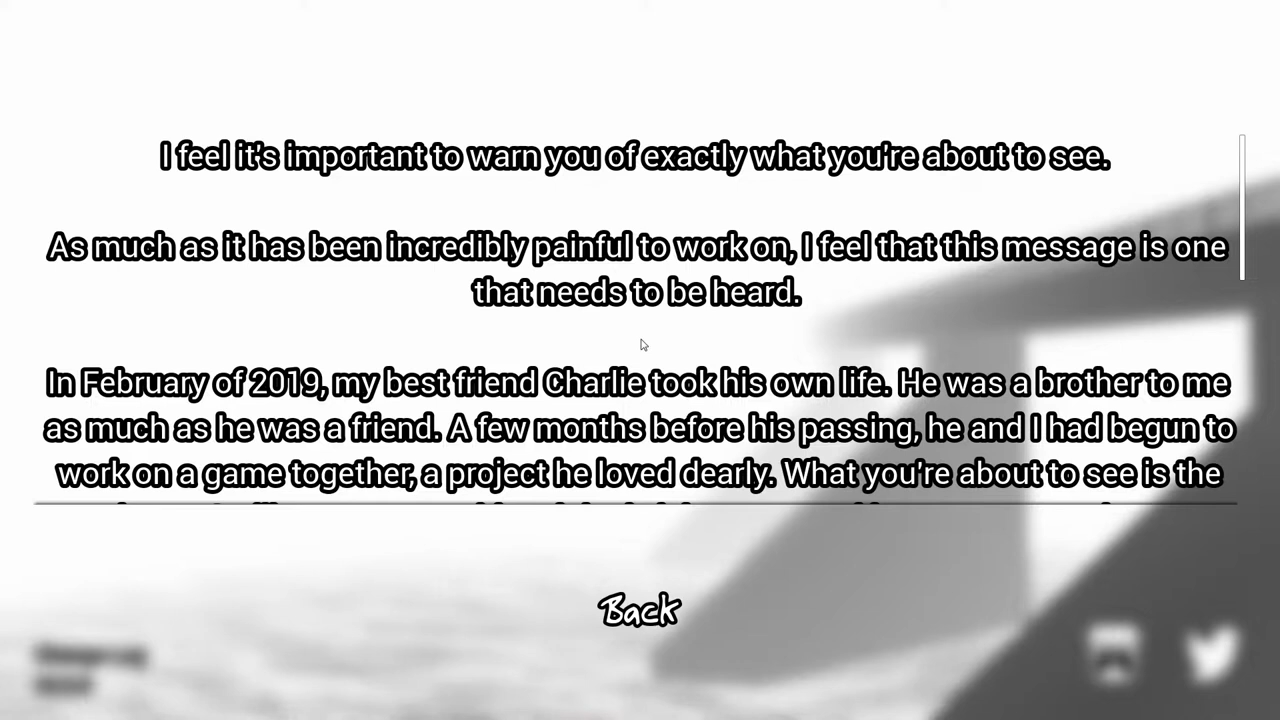 I feel it's important to warn you of exactly what you're about to see.
As much as it has been incredibly painful to work on, I feel that this message is one
that needs to be heard.
In February of 2019, my best friend Charlie took his own life. He was a brother to me
as much as he was a friend. A few months before his passing, he and I had begun to
work on a game together, a project he loved dearly. What you're about to see is the
Back